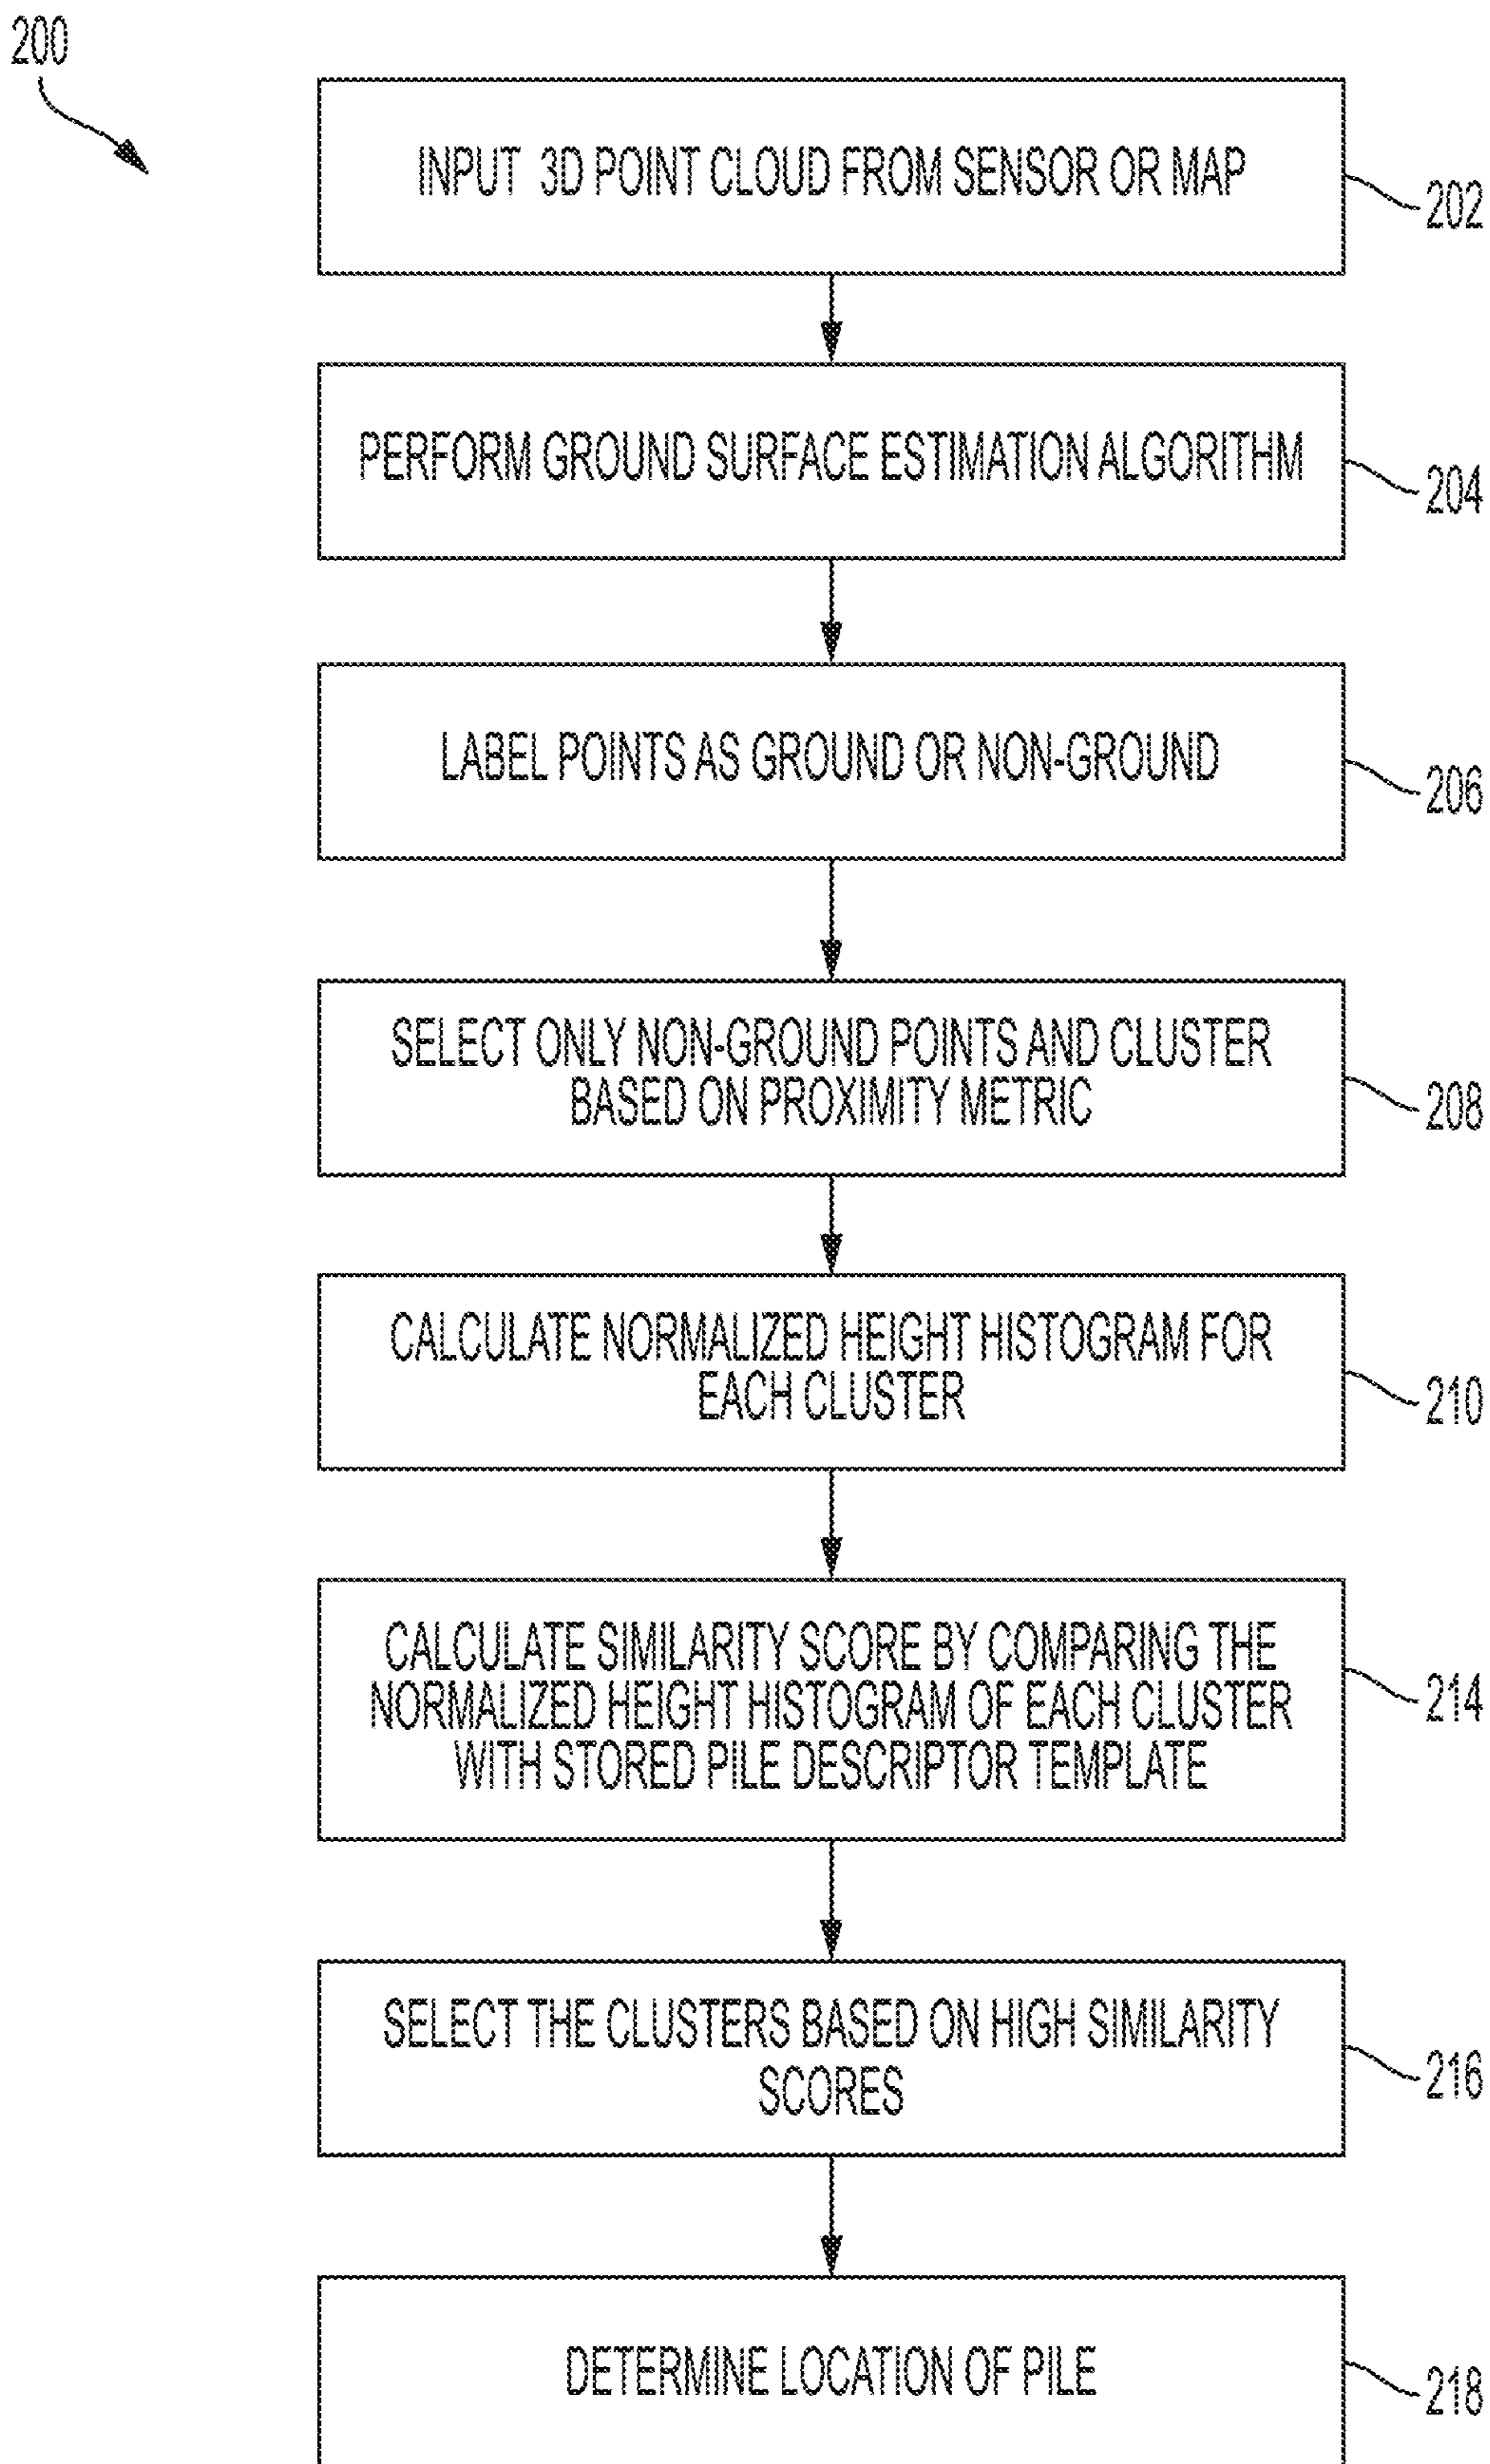 200
INPUT 3D POINT CLOUD FROM SENSOR OR MAP
202
PERFORM GROUND SURFACE ESTIMATION ALGORITHM
204
LABEL POINTS AS GROUND OR NON-GROUND
206
SELECT ONLY NON-GROUND POINTS AND CLUSTER
BASED ON PROXIMITY METRIC
208
CALCULATE NORMALIZED HEIGHT HISTOGRAM FOR
EACH CLUSTER
210
CALCULATE SIMILARITY SCORE BY COMPARING THE
NORMALIZED HEIGHT HISTOGRAM OF EACH CLUSTER
WITH STORED PILE DESCRIPTOR TEMPLATE
214
SELECT THE CLUSTERS BASED ON HIGH SIMILARITY
SCORES
216
DETERMINE LOCATION OF PILE
218